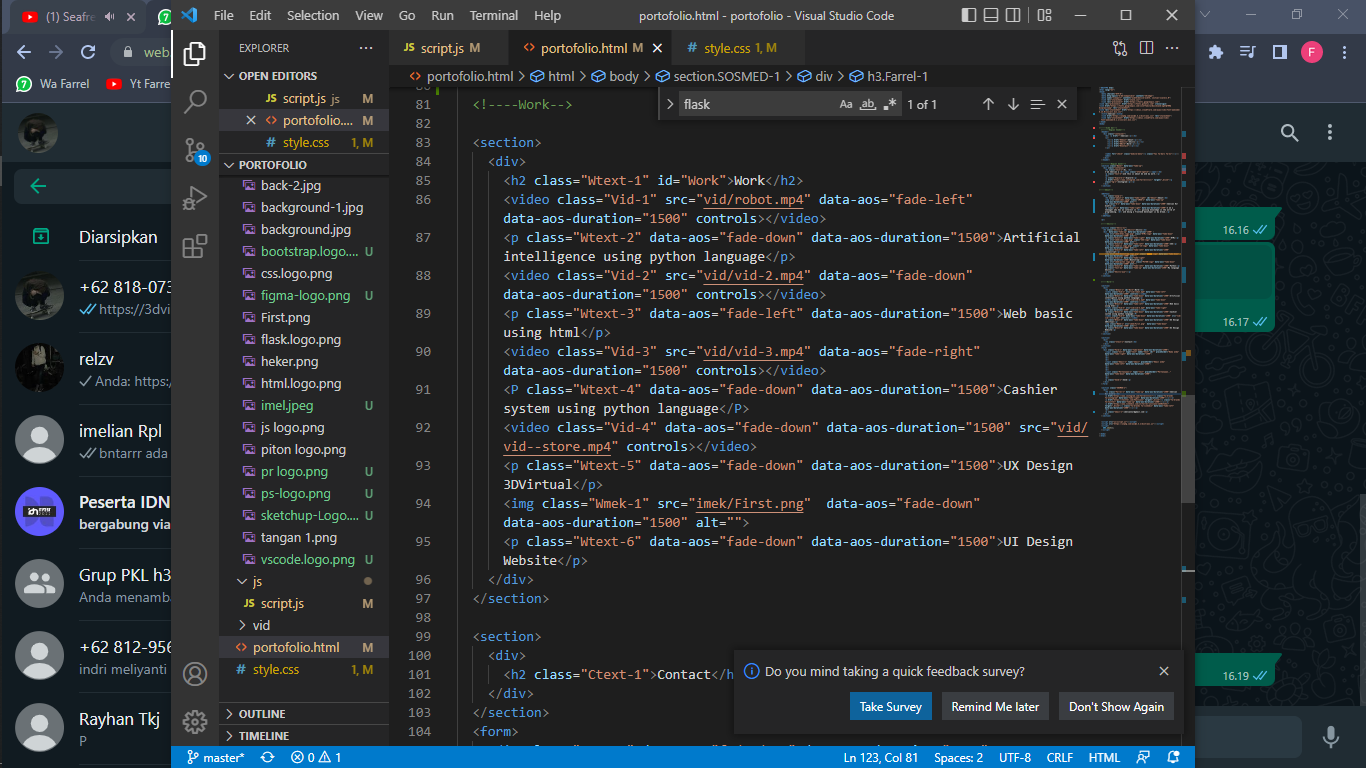 (1) Seafre
File Edit Selection View Go Run Terminal Help
portofolio.html - portofolio - Visual Studio Code
web
Wa Farrel
Yt Farre
F
Diarsipkan
+62 818-073
https://3dvi
relzv
Anda: https:/
imelian Rpl
bntarrr ada
Peserta IDN
bergabung via
Grup PKL h3
Anda menamba
+62 812-956
indri meliyanti
Rayhan Tkj
P
10
EXPLORER
OPEN EDITORS
JS script.js js M
<> portofolio.... M
# style.css 1, M
PORTOFOLIO
back-2.jpg
background-1.jpg
background.jpg
bootstrap.logo.... U
css.logo.png
figma-logo.png U
First.png
flask.logo.png
heker.png
html.logo.png
imel.jpeg U
js logo.png
piton logo.png
pr logo.png U
ps-logo.png U
sketchup-Logo.... U
tangan 1.png
vscode.logo.png U
js
JS script.js M
vid
<> portofolio.html M
# style.css 1, M
OUTLINE
TIMELINE
JS script.js M
<> portofolio.html M
# style.css 1, M
<> portofolio.html > html > body > section.SOSMED-1 > div > h3.Farrel-1
flask Aa ab 1 of 1
81 <!----Work-->
82
83 <section>
84 <div>
85 <h2 class="Wtext-1" id="Work">Work</h2>
86 <video class="Vid-1" src="vid/robot.mp4" data-aos="fade-left"
data-aos-duration="1500" controls></video>
87 <p class="Wtext-2" data-aos="fade-down" data-aos-duration="1500">Artificial
intelligence using python language</p>
88 <video class="Vid-2" src="vid/vid-2.mp4" data-aos="fade-down"
data-aos-duration="1500" controls></video>
89 <p class="Wtext-3" data-aos="fade-left" data-aos-duration="1500">Web basic
using html</p>
90 <video class="Vid-3" src="vid/vid-3.mp4" data-aos="fade-right"
data-aos-duration="1500" controls></video>
91 <P class="Wtext-4" data-aos="fade-down" data-aos-duration="1500">Cashier
system using python language</P>
92 <video class="Vid-4" data-aos="fade-down" data-aos-duration="1500" src="vid/
vid--store.mp4" controls></video>
93 <p class="Wtext-5" data-aos="fade-down" data-aos-duration="1500">UX Design
3DVirtual</p>
94 <img class="Wmek-1" src="imek/First.png" data-aos="fade-down"
data-aos-duration="1500" alt="">
95 <p class="Wtext-6" data-aos="fade-down" data-aos-duration="1500">UI Design
Website</p>
96 </div>
97 </section>
98
99 <section>
100 <div>
101 <h2 class="Ctext-1">Contact</h
102 </div>
103 </section>
104 <form>
Do you mind taking a quick feedback survey?
Take Survey
Remind Me later
Don't Show Again
16.16
16.17
16.19
master* 0 1
Ln 123, Col 81 Spaces: 2 UTF-8 CRLF HTML